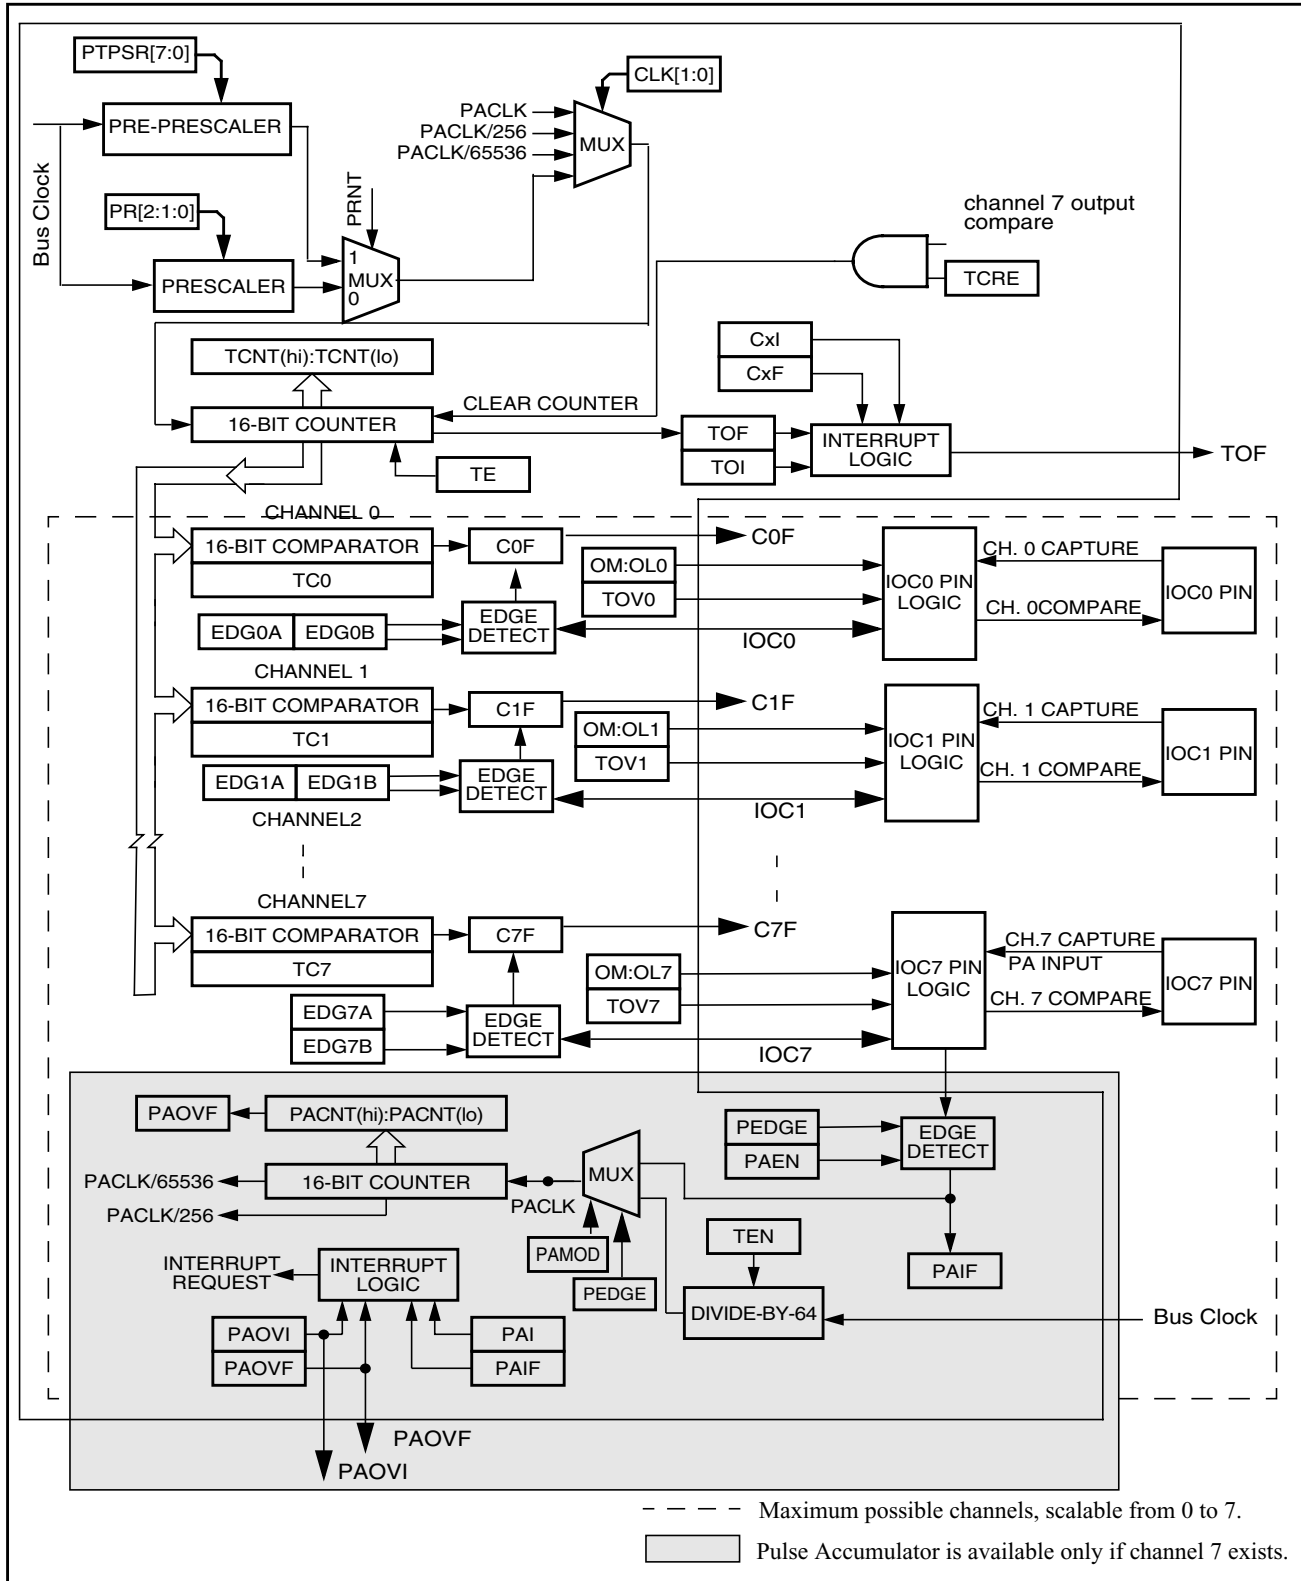 PTPSR[7:0]
CLK[1:0]
PRE-PRESCALER
PACLK
PACLK/256
PACLK/65536
MUX
Bus Clock
PR[2:1:0]
PRNT
channel 7 output
compare
1
MUX
0
PRESCALER
TCRE
TCNT(hi):TCNT(lo)
CxI
CxF
CLEAR COUNTER
16-BIT COUNTER
TOF
TOI
INTERRUPT
LOGIC
TOF
TE
CHANNEL 0
16-BIT COMPARATOR
C0F
C0F
TC0
OM:OL0
TOV0
IOC0 PIN
LOGIC
CH. 0 CAPTURE
CH. 0COMPARE
IOC0 PIN
EDG0A
EDG0B
EDGE
DETECT
IOC0
CHANNEL 1
16-BIT COMPARATOR
C1F
C1F
TC1
OM:OL1
TOV1
IOC1 PIN
LOGIC
CH. 1 CAPTURE
CH. 1 COMPARE
IOC1 PIN
EDG1A
EDG1B
EDGE
DETECT
IOC1
CHANNEL2
CHANNEL7
16-BIT COMPARATOR
C7F
C7F
TC7
OM:OL7
TOV7
IOC7 PIN
LOGIC
CH.7 CAPTURE
PA INPUT
CH. 7 COMPARE
IOC7 PIN
EDG7A
EDG7B
EDGE
DETECT
IOC7
PAOVF
PACNT(hi):PACNT(lo)
PEDGE
PAEN
EDGE
DETECT
PACLK/65536
16-BIT COUNTER
MUX
PACLK
PACLK/256
TEN
PAMOD
INTERRUPT
REQUEST
INTERRUPT
LOGIC
PEDGE
PAIF
DIVIDE-BY-64
Bus Clock
PAOVI
PAOVF
PAI
PAIF
PAOVF
PAOVI
Maximum possible channels, scalable from 0 to 7.
Pulse Accumulator is available only if channel 7 exists.